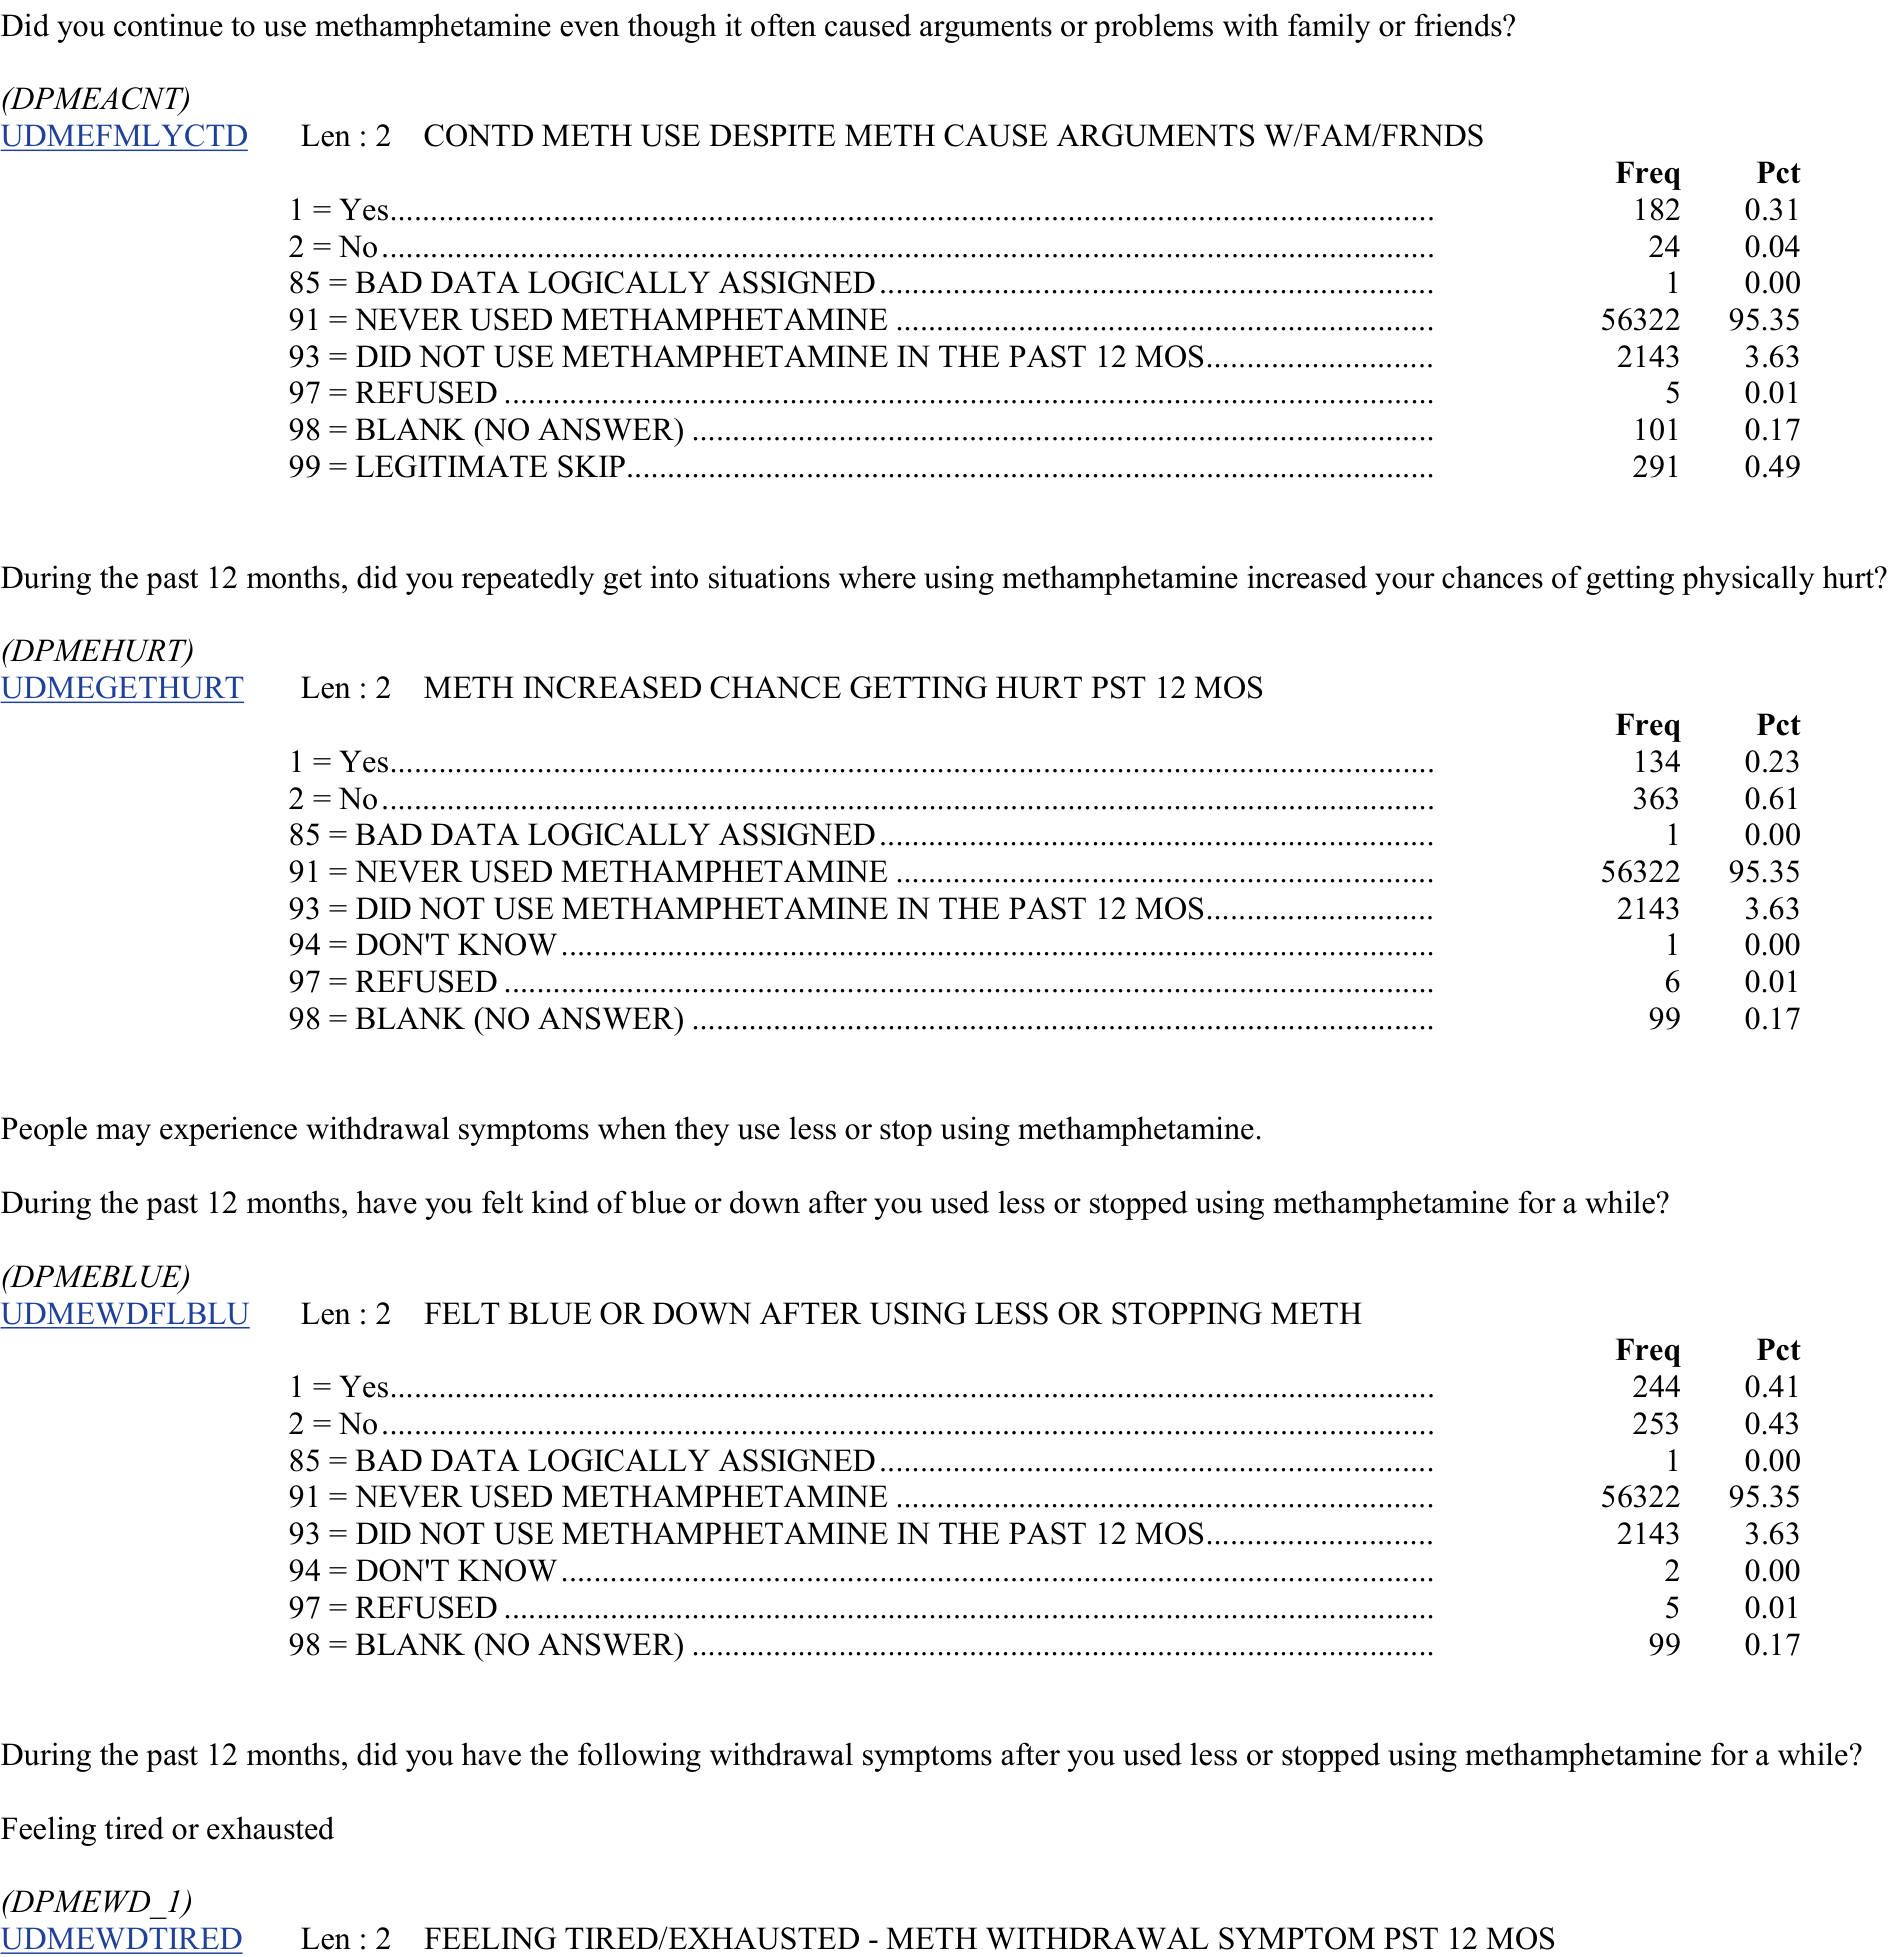 Did you continue to use methamphetamine even though it often caused arguments or problems with family or friends?
(DPMEACNT)
UDMEFMLYCTD Len : 2 CONTD METH USE DESPITE METH CAUSE ARGUMENTS W/FAM/FRNDS
Freq Pct
1 = Yes 182 0.31
2 = No 24 0.04
85 = BAD DATA LOGICALLY ASSIGNED 1 0.00
91 = NEVER USED METHAMPHETAMINE 56322 95.35
93 = DID NOT USE METHAMPHETAMINE IN THE PAST 12 MOS 2143 3.63
97 = REFUSED 5 0.01
98 = BLANK (NO ANSWER) 101 0.17
99 = LEGITIMATE SKIP 291 0.49
During the past 12 months, did you repeatedly get into situations where using methamphetamine increased your chances of getting physically hurt?
(DPMEHURT)
UDMEGETHURT Len : 2 METH INCREASED CHANCE GETTING HURT PST 12 MOS
Freq Pct
1 = Yes 134 0.23
2 = No 363 0.61
85 = BAD DATA LOGICALLY ASSIGNED 1 0.00
91 = NEVER USED METHAMPHETAMINE 56322 95.35
93 = DID NOT USE METHAMPHETAMINE IN THE PAST 12 MOS 2143 3.63
94 = DON'T KNOW 1 0.00
97 = REFUSED 6 0.01
98 = BLANK (NO ANSWER) 99 0.17
People may experience withdrawal symptoms when they use less or stop using methamphetamine.
During the past 12 months, have you felt kind of blue or down after you used less or stopped using methamphetamine for a while?
(DPMEBLUE)
UDMEWDFLBLU Len : 2 FELT BLUE OR DOWN AFTER USING LESS OR STOPPING METH
Freq Pct
1 = Yes 244 0.41
2 = No 253 0.43
85 = BAD DATA LOGICALLY ASSIGNED 1 0.00
91 = NEVER USED METHAMPHETAMINE 56322 95.35
93 = DID NOT USE METHAMPHETAMINE IN THE PAST 12 MOS 2143 3.63
94 = DON'T KNOW 2 0.00
97 = REFUSED 5 0.01
98 = BLANK (NO ANSWER) 99 0.17
During the past 12 months, did you have the following withdrawal symptoms after you used less or stopped using methamphetamine for a while?
Feeling tired or exhausted
(DPMEWD_1)
UDMEWDTIRED Len : 2 FEELING TIRED/EXHAUSTED - METH WITHDRAWAL SYMPTOM PST 12 MOS